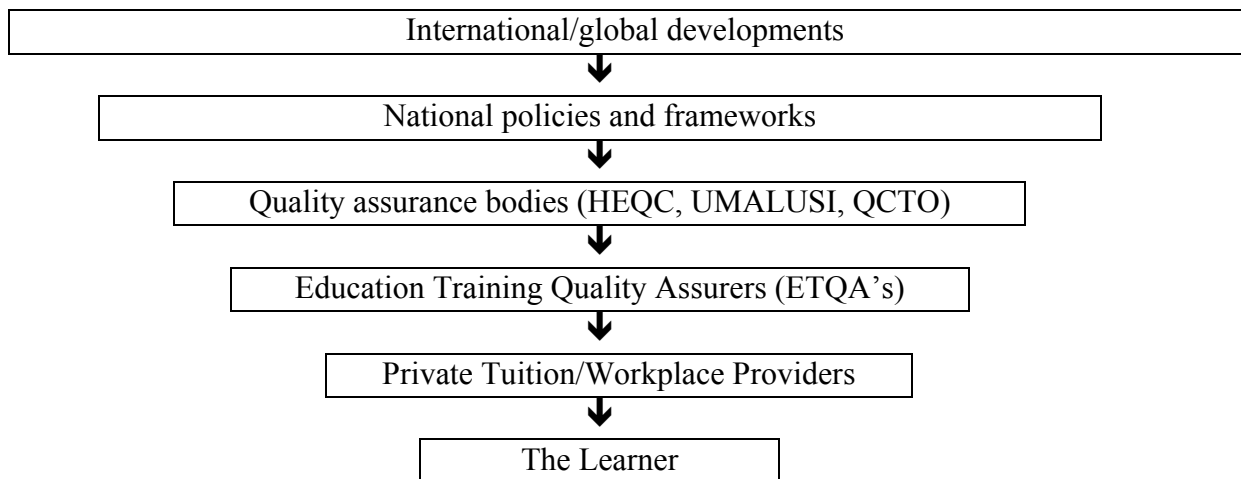 International/global developments
National policies and frameworks
Quality assurance bodies (HEQC, UMALUSI, QCTO)
Education Training Quality Assurers (ETQA’s)
Private Tuition/Workplace Providers
The Learner